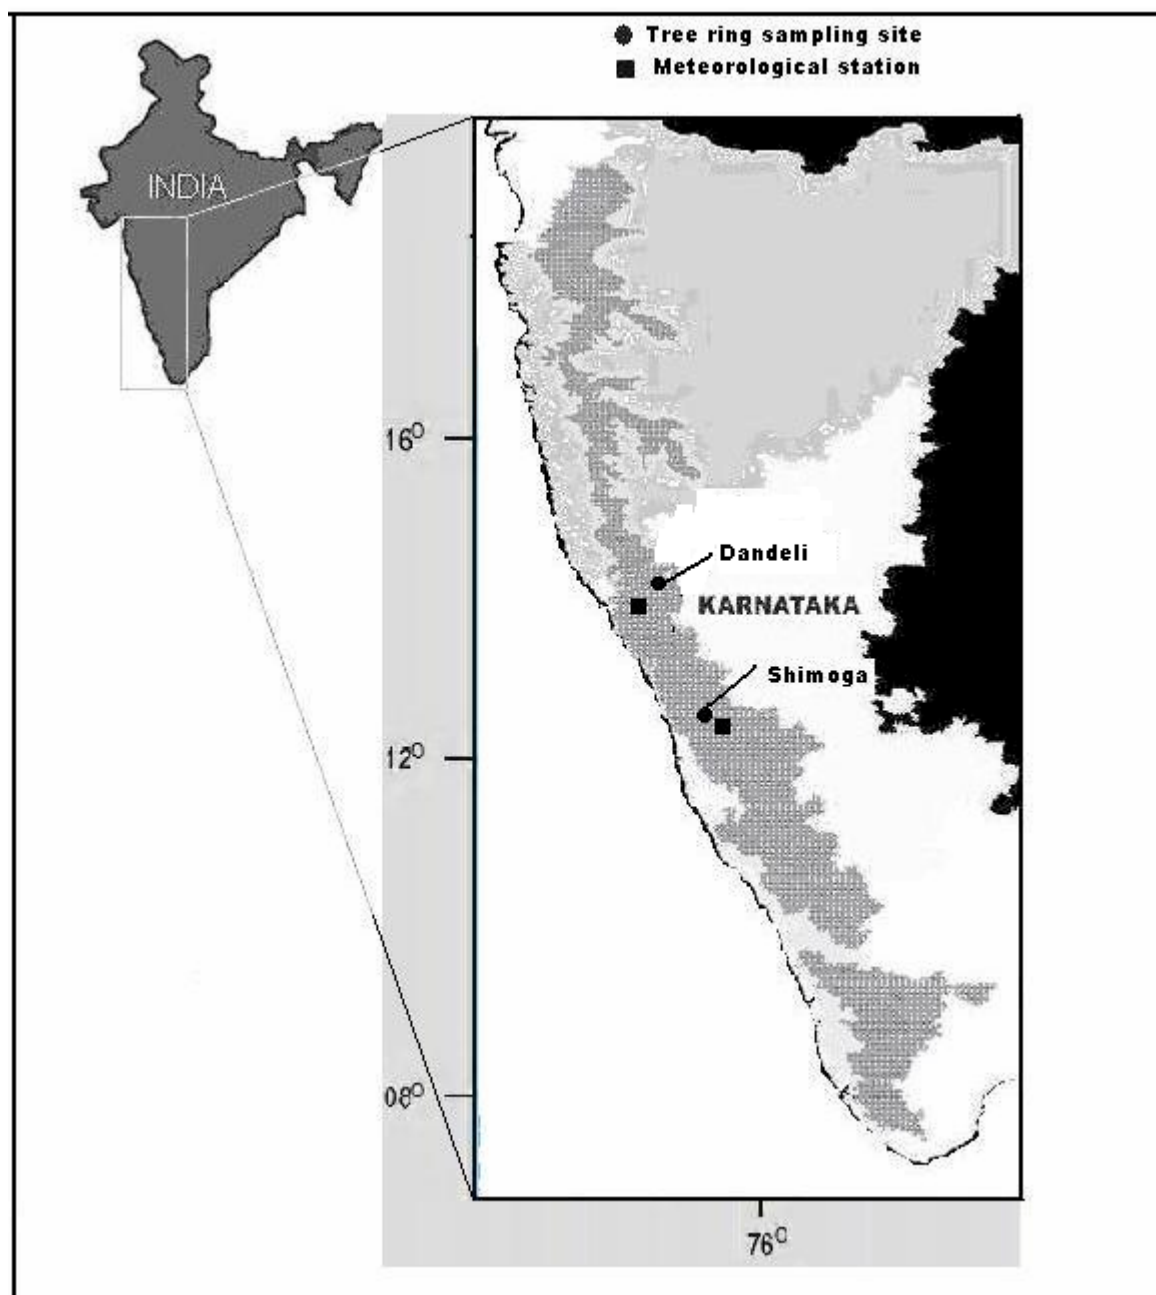 Tree ring sampling site
Meteorological station
INDIA
16⁰
Dandeli
KARNATAKA
Shimoga
12⁰
08⁰
76⁰